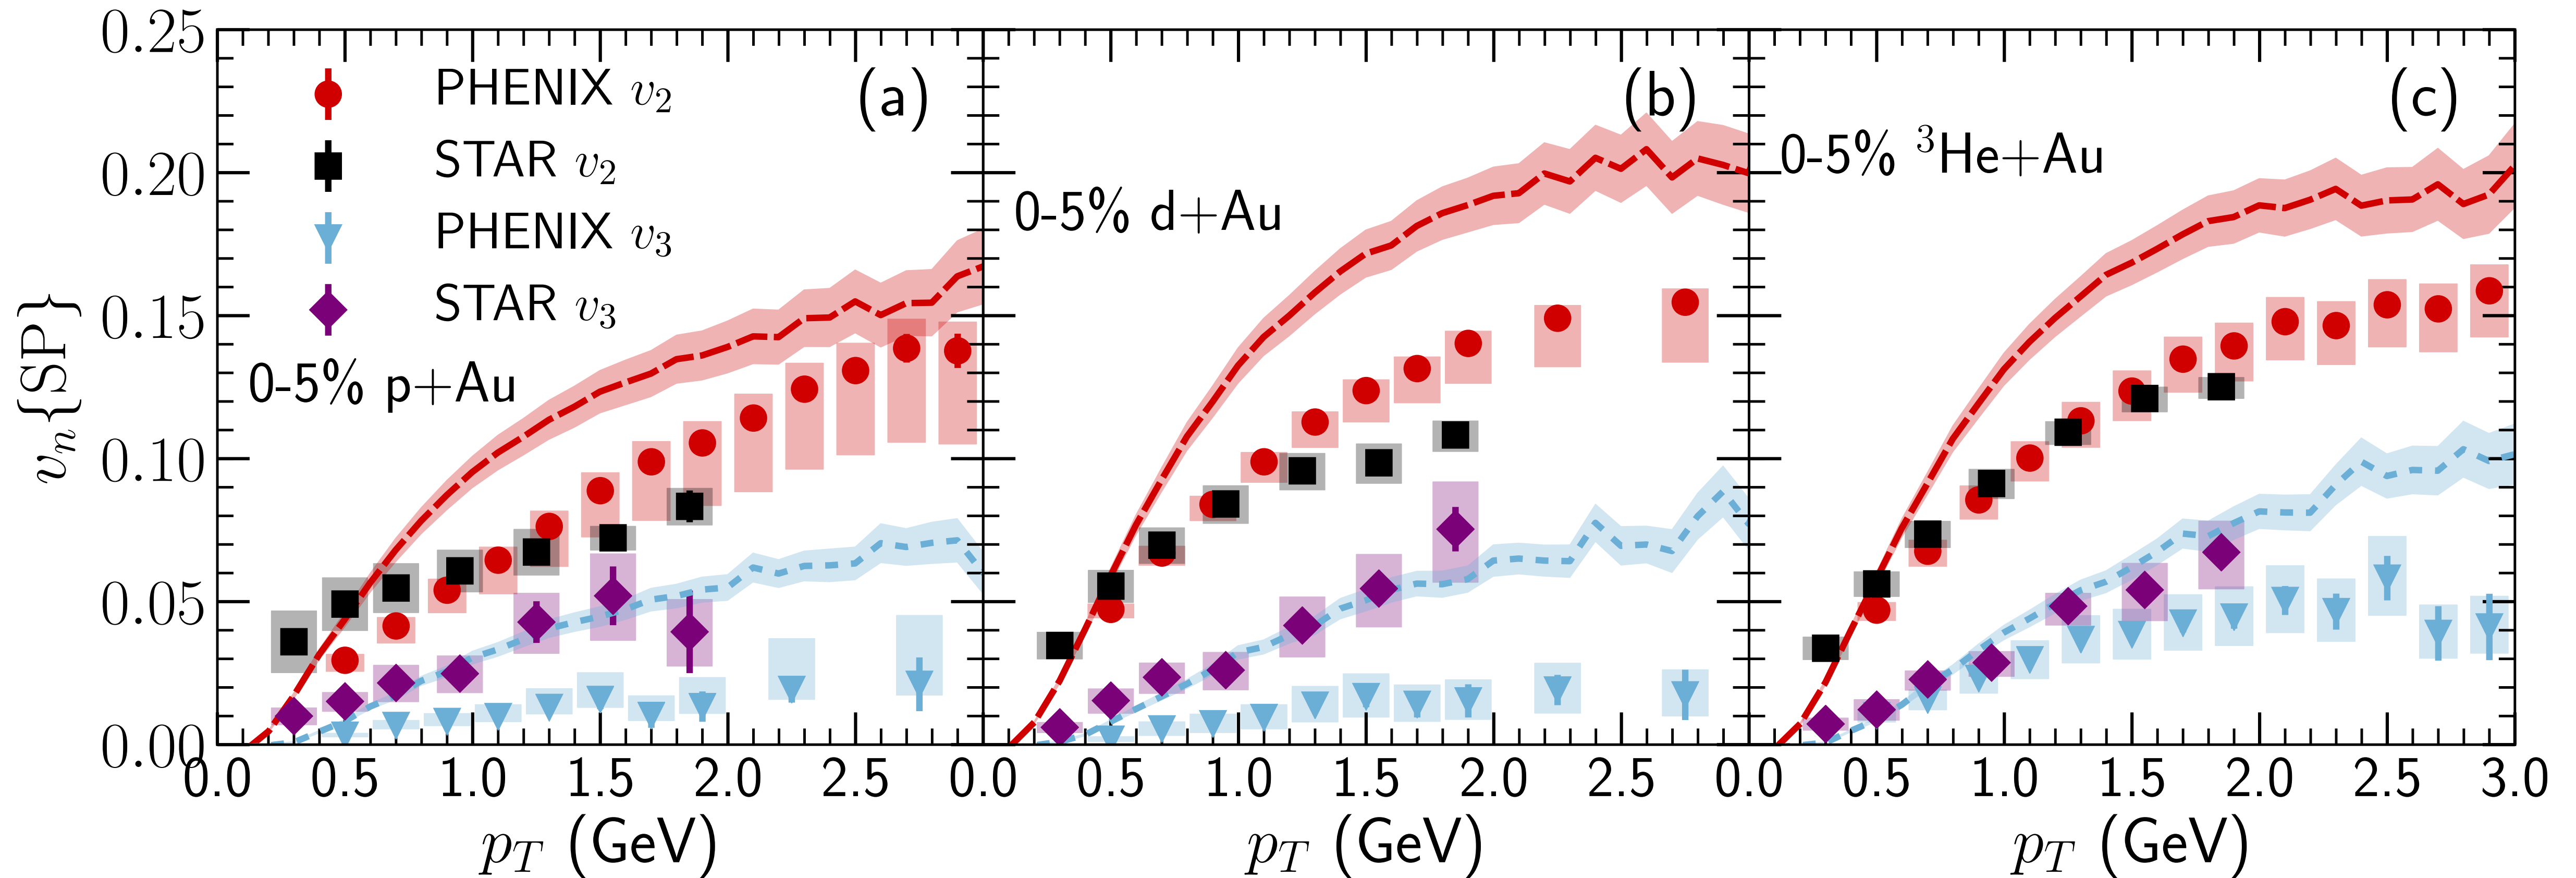 0.25
0.20
0.15
0.10
0.05
0.00
v_n{SP}
PHENIX v_2
STAR v_2
PHENIX v_3
STAR v_3
0-5% p+Au
(a)
0.0 0.5 1.0 1.5 2.0 2.5
p_T (GeV)
0-5% d+Au
(b)
0.0 0.5 1.0 1.5 2.0 2.5
p_T (GeV)
0-5% ³He+Au
(c)
0.0 0.5 1.0 1.5 2.0 2.5 3.0
p_T (GeV)